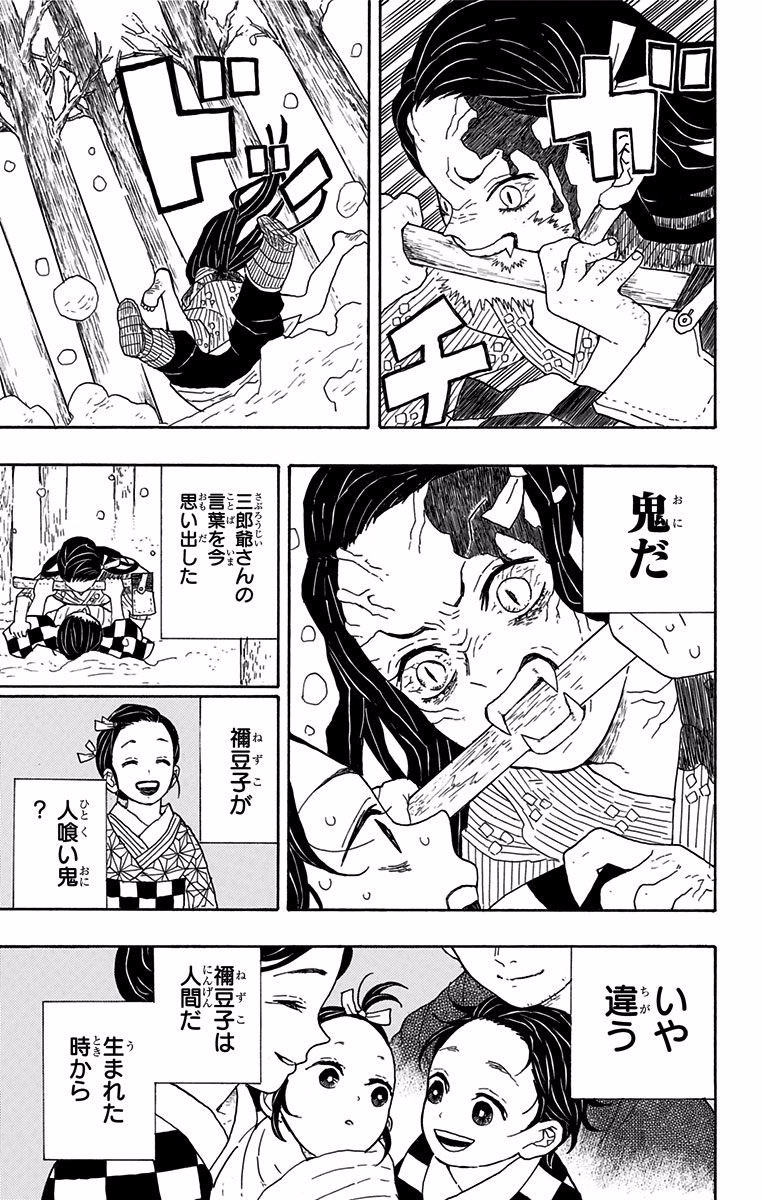 ガ
チ
ドド
鬼だ
三郎爺さんの
言葉を今
思い出した
禰豆子が
人喰い鬼
?
いや
違う
禰豆子は
人間だ
生まれた
時から